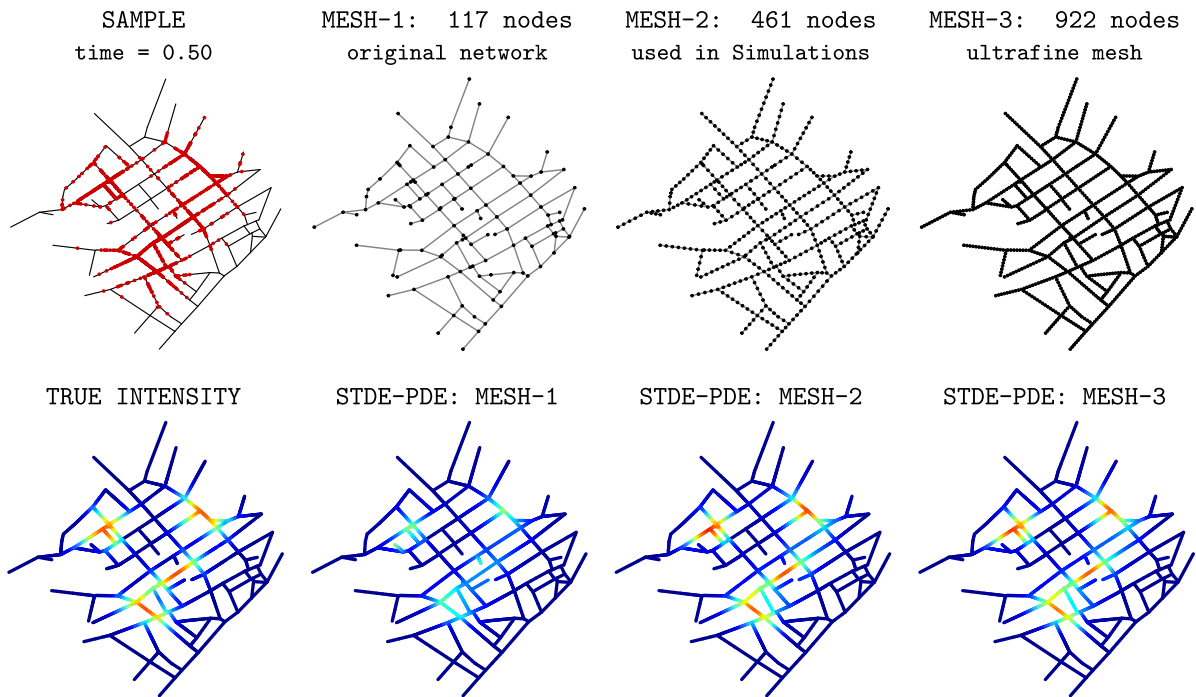 SAMPLE
time = 0.50
MESH-1: 117 nodes
original network
MESH-2: 461 nodes
used in Simulations
MESH-3: 922 nodes
ultrafine mesh
TRUE INTENSITY
STDE-PDE: MESH-1
STDE-PDE: MESH-2
STDE-PDE: MESH-3